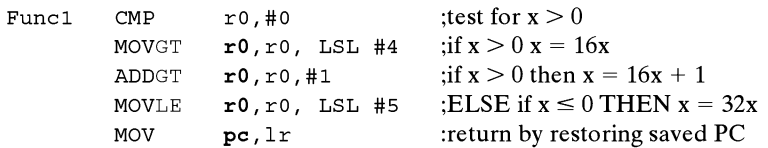 Func1 CMP r0,#0 ;test for x > 0
MOVGT r0,r0, LSL #4 ;if x > 0 x = 16x
ADDGT r0,r0,#1 ;if x > 0 then x = 16x + 1
MOVLE r0,r0, LSL #5 ;ELSE if x ≤ 0 THEN x = 32x
MOV pc,lr :return by restoring saved PC